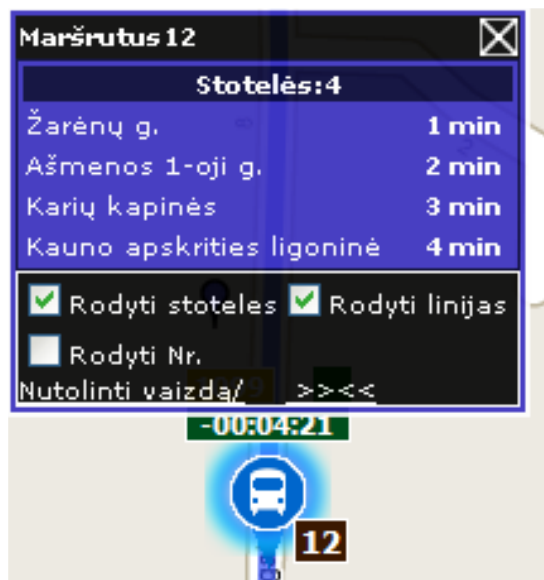 Maršrutus 12
Stotelės:4
Žarėnų g. 1 min
Ašmenos 1-oji g. 2 min
Karių kapinės 3 min
Kauno apskrities ligoninė 4 min
Rodyti stoteles Rodyti linijas
Rodyti Nr.
Nutolinti vaizdą/ >><<
-00:04:21
12